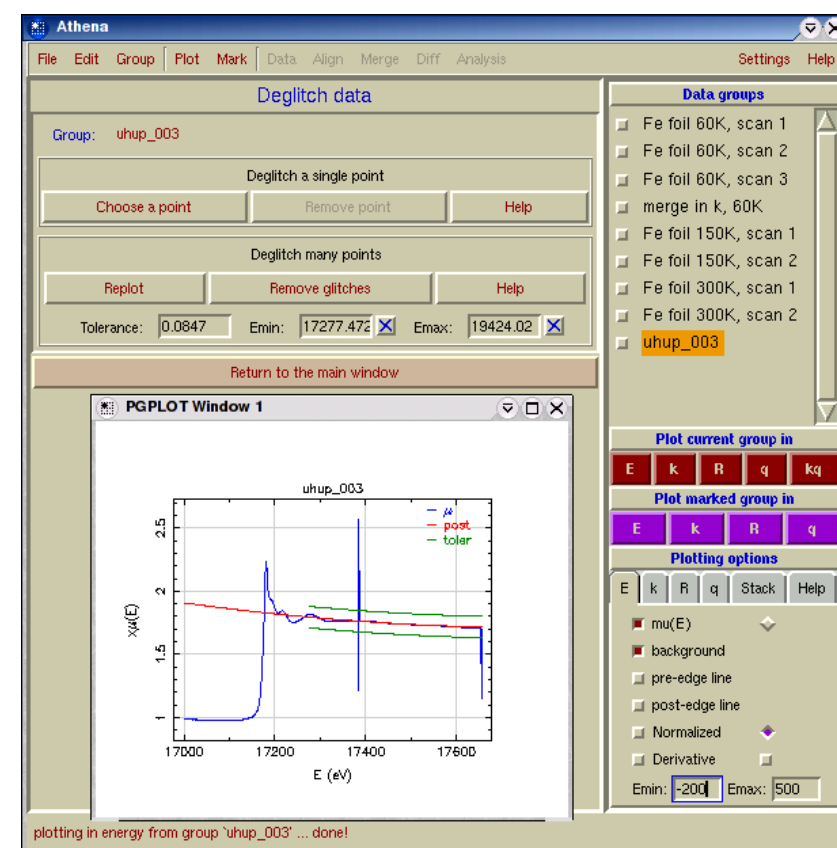 Athena
File Edit Group Plot Mark Data Align Merge Diff Analysis Settings Help
Deglitch data
Group: uhup_003
Deglitch a single point
Choose a point Remove point Help
Deglitch many points
Replot Remove glitches Help
Tolerance: 0.0847 Emin: 17277.472 Emax: 19424.02
Return to the main window
PGPLOT Window 1
uhup_003
μ
post
toler
2.5
2
1.5
1
xμ(E)
17000 17200 17400 17600
E (eV)
Data groups
Fe foil 60K, scan 1
Fe foil 60K, scan 2
Fe foil 60K, scan 3
merge in k, 60K
Fe foil 150K, scan 1
Fe foil 150K, scan 2
Fe foil 300K, scan 1
Fe foil 300K, scan 2
uhup_003
Plot current group in
E k R q kq
Plot marked group in
E k R q
Plotting options
E k R q Stack Help
mu(E)
background
pre-edge line
post-edge line
Normalized
Derivative
Emin: -200 Emax: 500
plotting in energy from group `uhup_003' ... done!